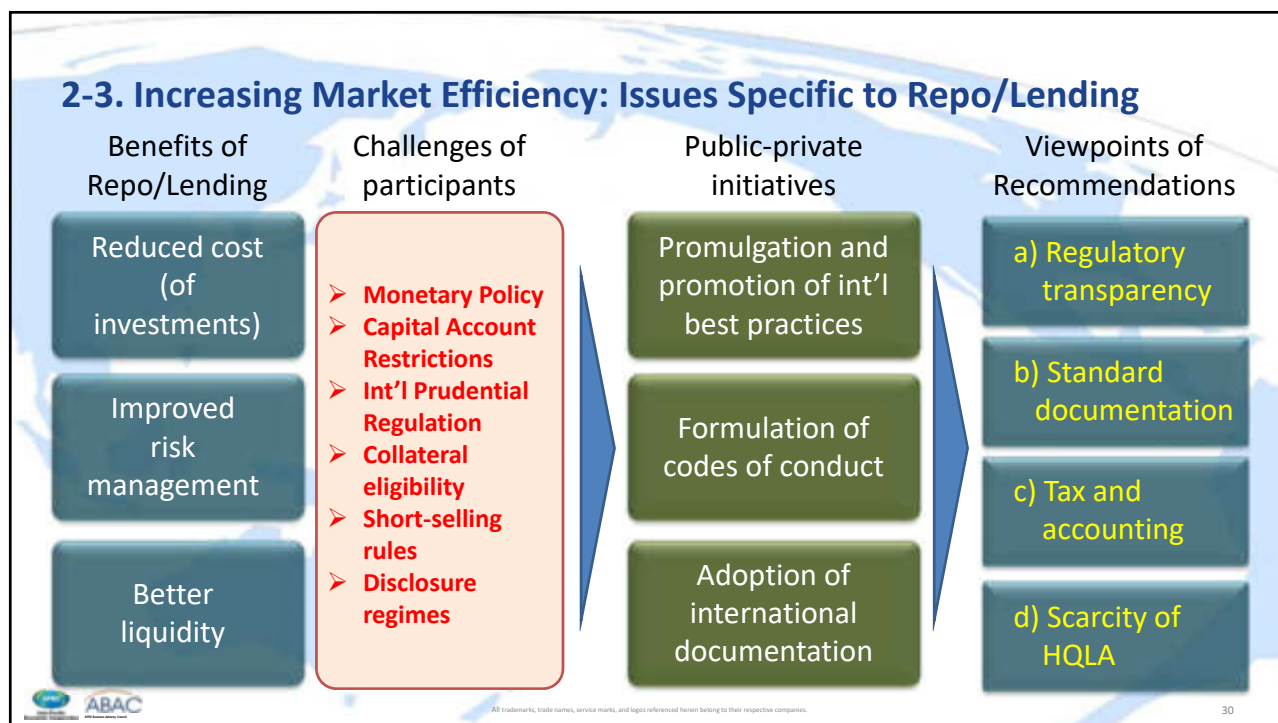 2-3. Increasing Market Efficiency: Issues Specific to Repo/Lending
Benefits of
Repo/Lending
Reduced cost
(of
investments)
Improved
risk
management
Better
liquidity
Challenges of
participants
➢ Monetary Policy
➢ Capital Account
Restrictions
➢ Int'l Prudential
Regulation
➢ Collateral
eligibility
➢ Short-selling
rules
➢ Disclosure
regimes
Public-private
initiatives
Promulgation and
promotion of int'l
best practices
Formulation of
codes of conduct
Adoption of
international
documentation
Viewpoints of
Recommendations
a) Regulatory
transparency
b) Standard
documentation
c) Tax and
accounting
d) Scarcity of
HQLA
ABAC
APEC Business Advisory Council
All trademarks, trade names, service marks, and logos referenced herein belong to their respective companies.
30